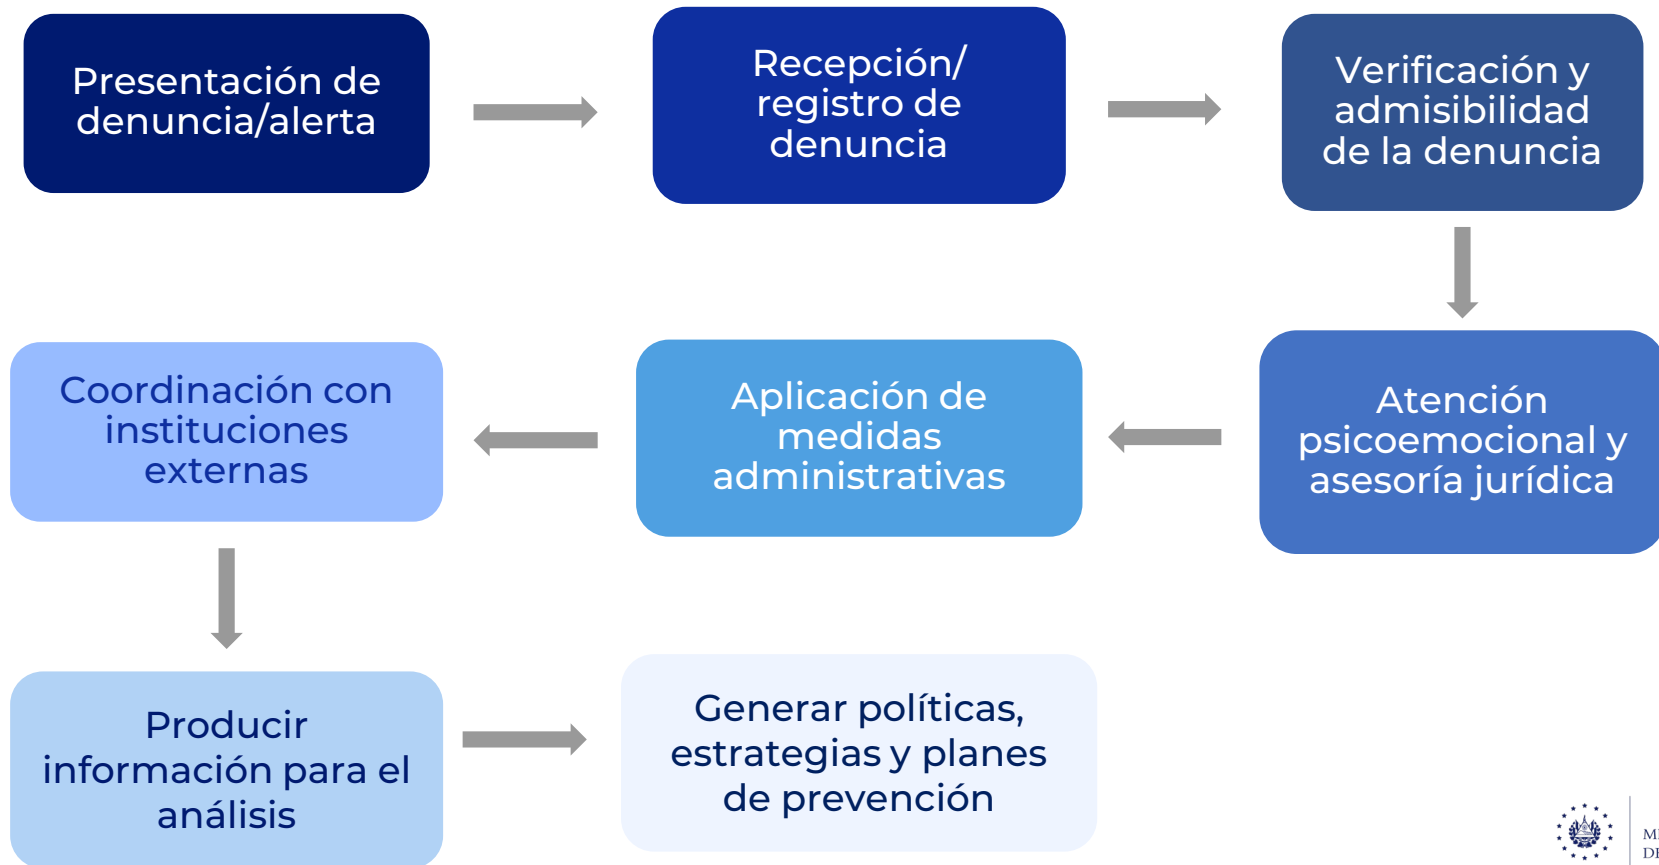 Presentación de
denuncia/alerta
Recepción/
registro de
denuncia
Verificación y
admisibilidad
de la denuncia
Atención
psicoemocional y
asesoría jurídica
Aplicación de
medidas
administrativas
Coordinación con
instituciones
externas
Producir
información para el
análisis
Generar políticas,
estrategias y planes
de prevención